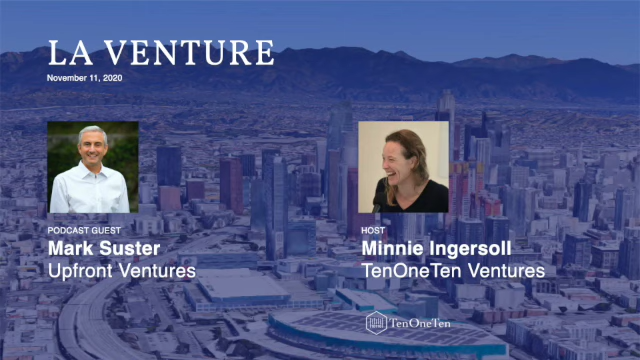 LA VENTURE
November 11, 2020
PODCAST GUEST
Mark Suster
Upfront Ventures
HOST
Minnie Ingersoll
TenOneTen Ventures
TenOneTen